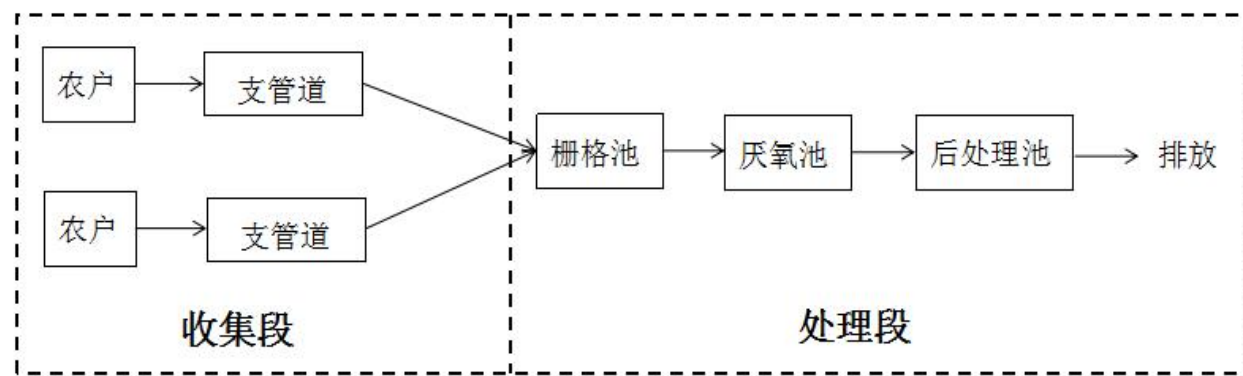 农户
支管道
农户
支管道
栅格池
厌氧池
后处理池
排放
收集段
处理段